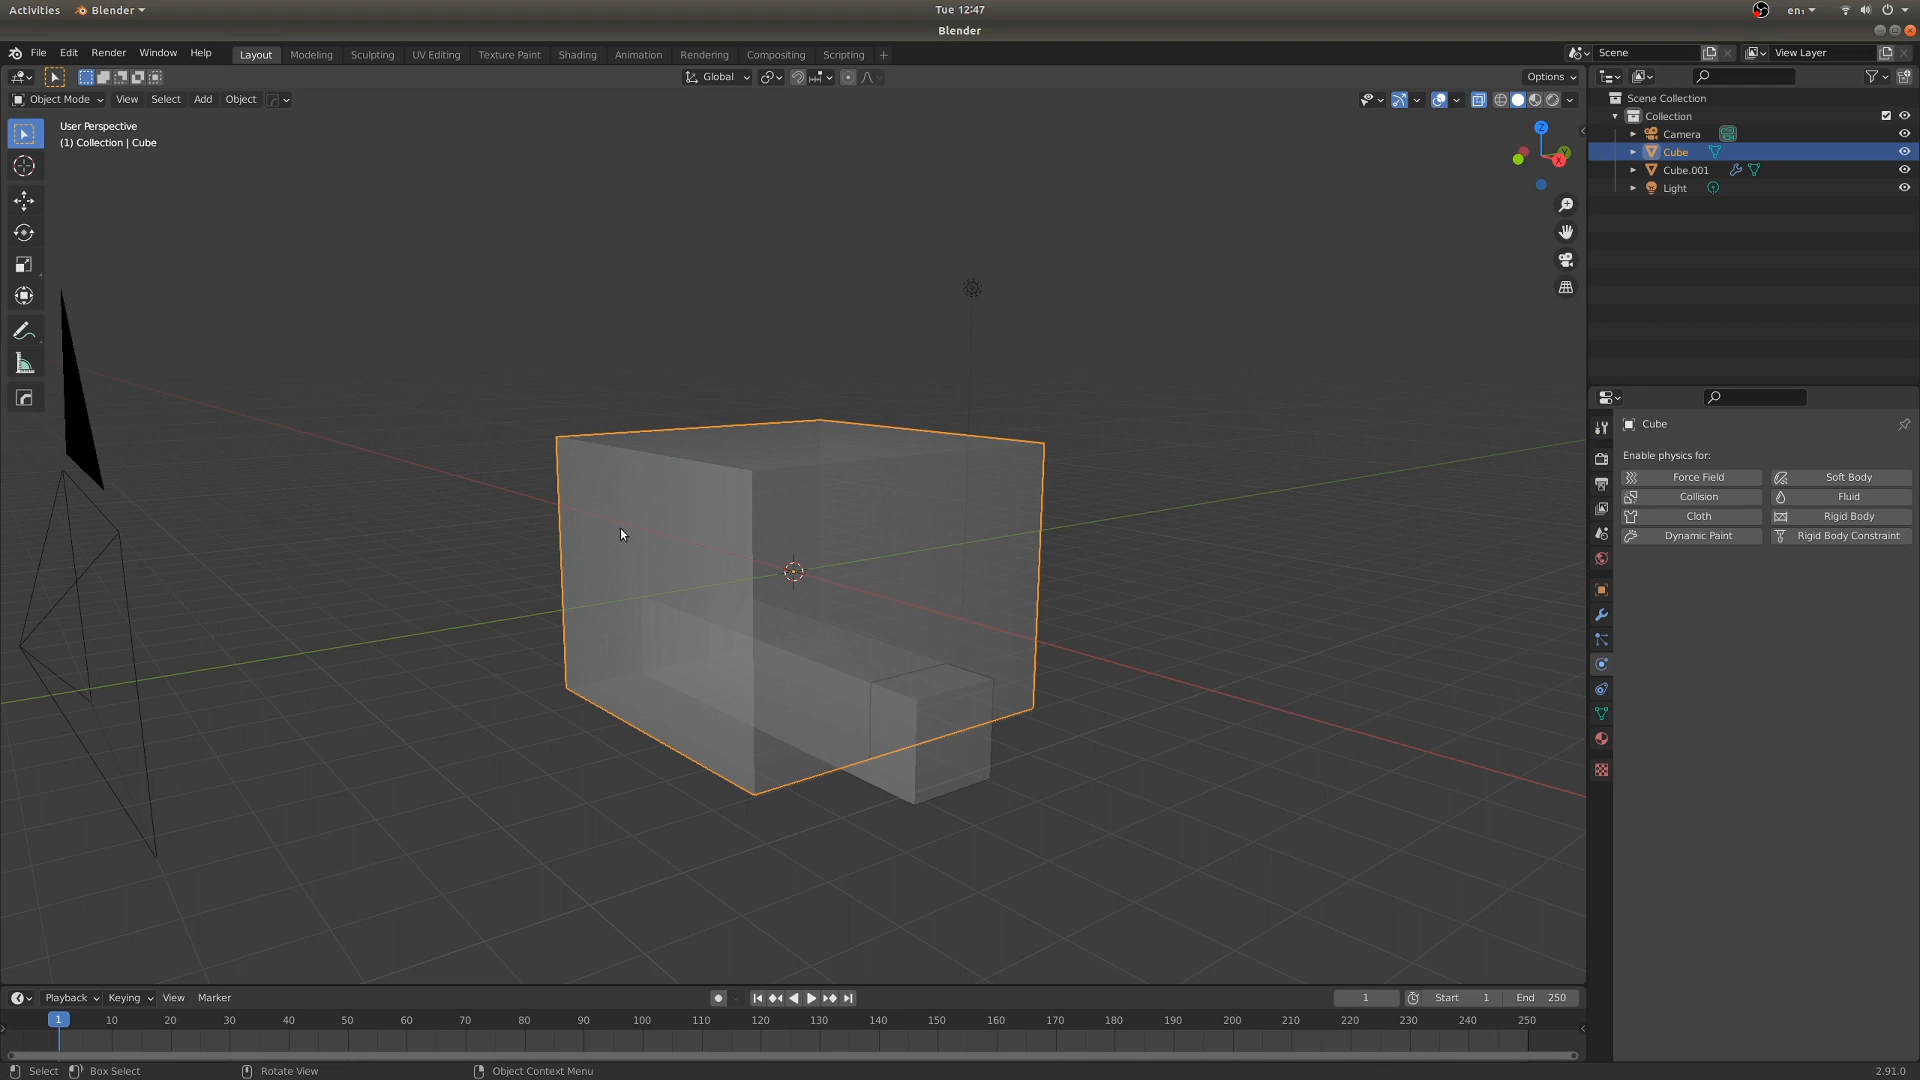 Activities Blender Tue 12:47 en₁
Blender
File Edit Render Window Help Layout Modeling Sculpting UV Editing Texture Paint Shading Animation Rendering Compositing Scripting + Scene View Layer
Global Options
Object Mode View Select Add Object
User Perspective
(1) Collection | Cube
Z
Y
X
Scene Collection
Collection
Camera
Cube
Cube.001
Light
Cube
Enable physics for:
Force Field Soft Body
Collision Fluid
Cloth Rigid Body
Dynamic Paint Rigid Body Constraint
Playback Keying View Marker 1 Start 1 End 250
1 10 20 30 40 50 60 70 80 90 100 110 120 130 140 150 160 170 180 190 200 210 220 230 240 250
Select Box Select Rotate View Object Context Menu 2.91.0